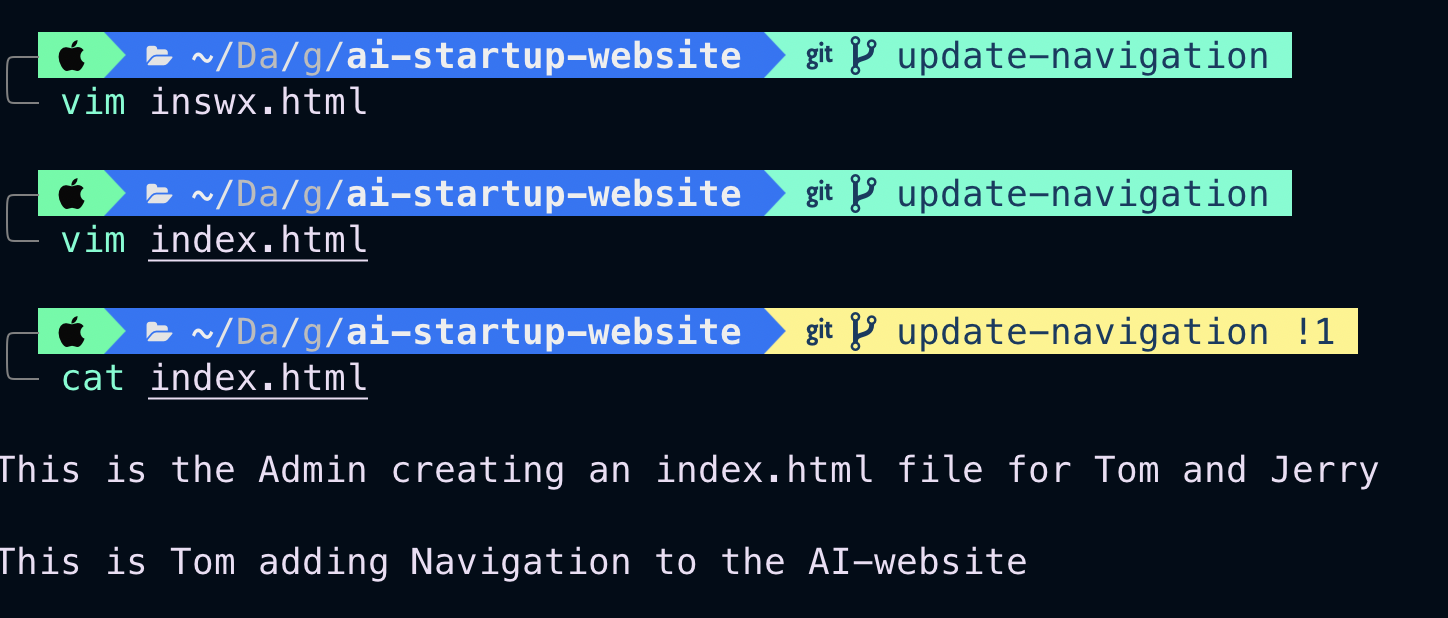 ~/Da/g/ai-startup-website git update-navigation
vim inswx.html
~/Da/g/ai-startup-website git update-navigation
vim index.html
~/Da/g/ai-startup-website git update-navigation !1
cat index.html
This is the Admin creating an index.html file for Tom and Jerry
This is Tom adding Navigation to the AI-website